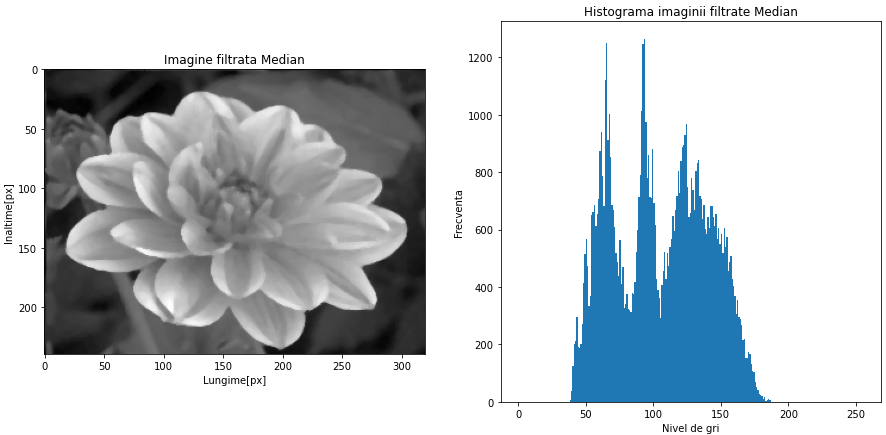 Imagine filtrata Median
0
50
100
150
200
Inaltime[px]
0 50 100 150 200 250 300
Lungime[px]
Histograma imaginii filtrate Median
1200
1000
800
600
400
200
0
Frecventa
0 50 100 150 200 250
Nivel de gri